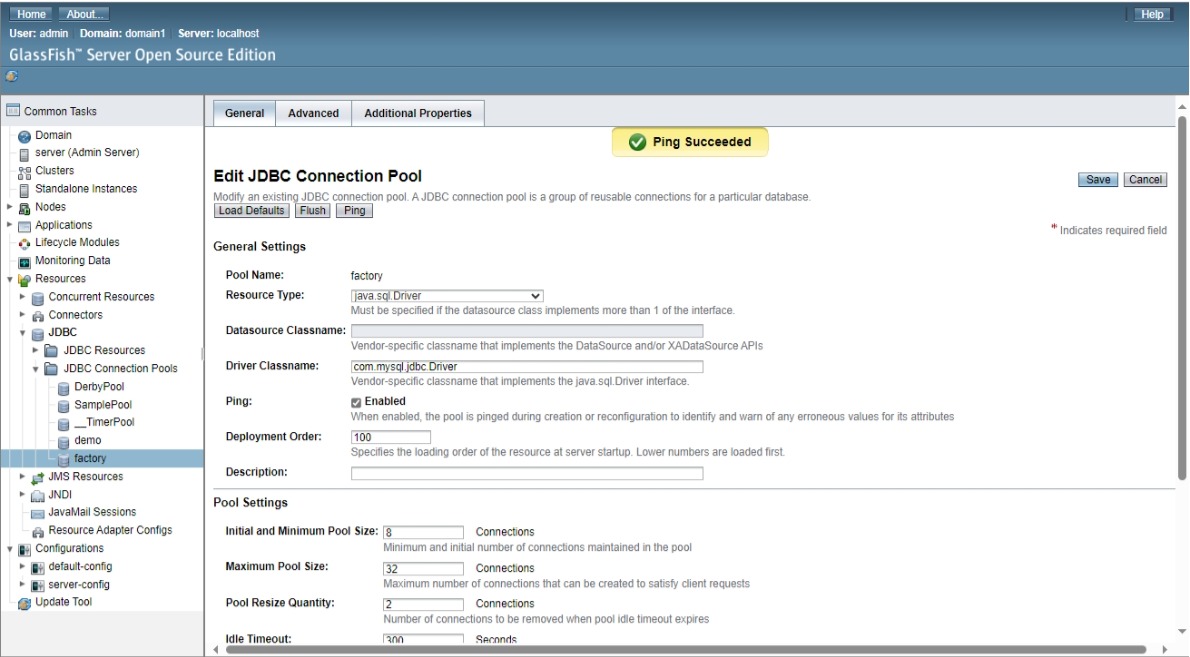 Home About... Help
User: admin Domain: domain1 Server: localhost
GlassFish™ Server Open Source Edition
Common Tasks
Domain
server (Admin Server)
Clusters
Standalone Instances
Nodes
Applications
Lifecycle Modules
Monitoring Data
Resources
Concurrent Resources
Connectors
JDBC
JDBC Resources
JDBC Connection Pools
DerbyPool
SamplePool
__TimerPool
demo
factory
JMS Resources
JNDI
JavaMail Sessions
Resource Adapter Configs
Configurations
default-config
server-config
Update Tool
General Advanced Additional Properties
Ping Succeeded
Edit JDBC Connection Pool
Save Cancel
Modify an existing JDBC connection pool. A JDBC connection pool is a group of reusable connections for a particular database.
Load Defaults Flush Ping
* Indicates required field
General Settings
Pool Name: factory
Resource Type: java.sql.Driver
Must be specified if the datasource class implements more than 1 of the interface.
Datasource Classname:
Vendor-specific classname that implements the DataSource and/or XADataSource APIs
Driver Classname: com.mysql.jdbc.Driver
Vendor-specific classname that implements the java.sql.Driver interface.
Ping: Enabled
When enabled, the pool is pinged during creation or reconfiguration to identify and warn of any erroneous values for its attributes
Deployment Order: 100
Specifies the loading order of the resource at server startup. Lower numbers are loaded first.
Description:
Pool Settings
Initial and Minimum Pool Size: 8 Connections
Minimum and initial number of connections maintained in the pool
Maximum Pool Size: 32 Connections
Maximum number of connections that can be created to satisfy client requests
Pool Resize Quantity: 2 Connections
Number of connections to be removed when pool idle timeout expires
Idle Timeout: 300 Seconds